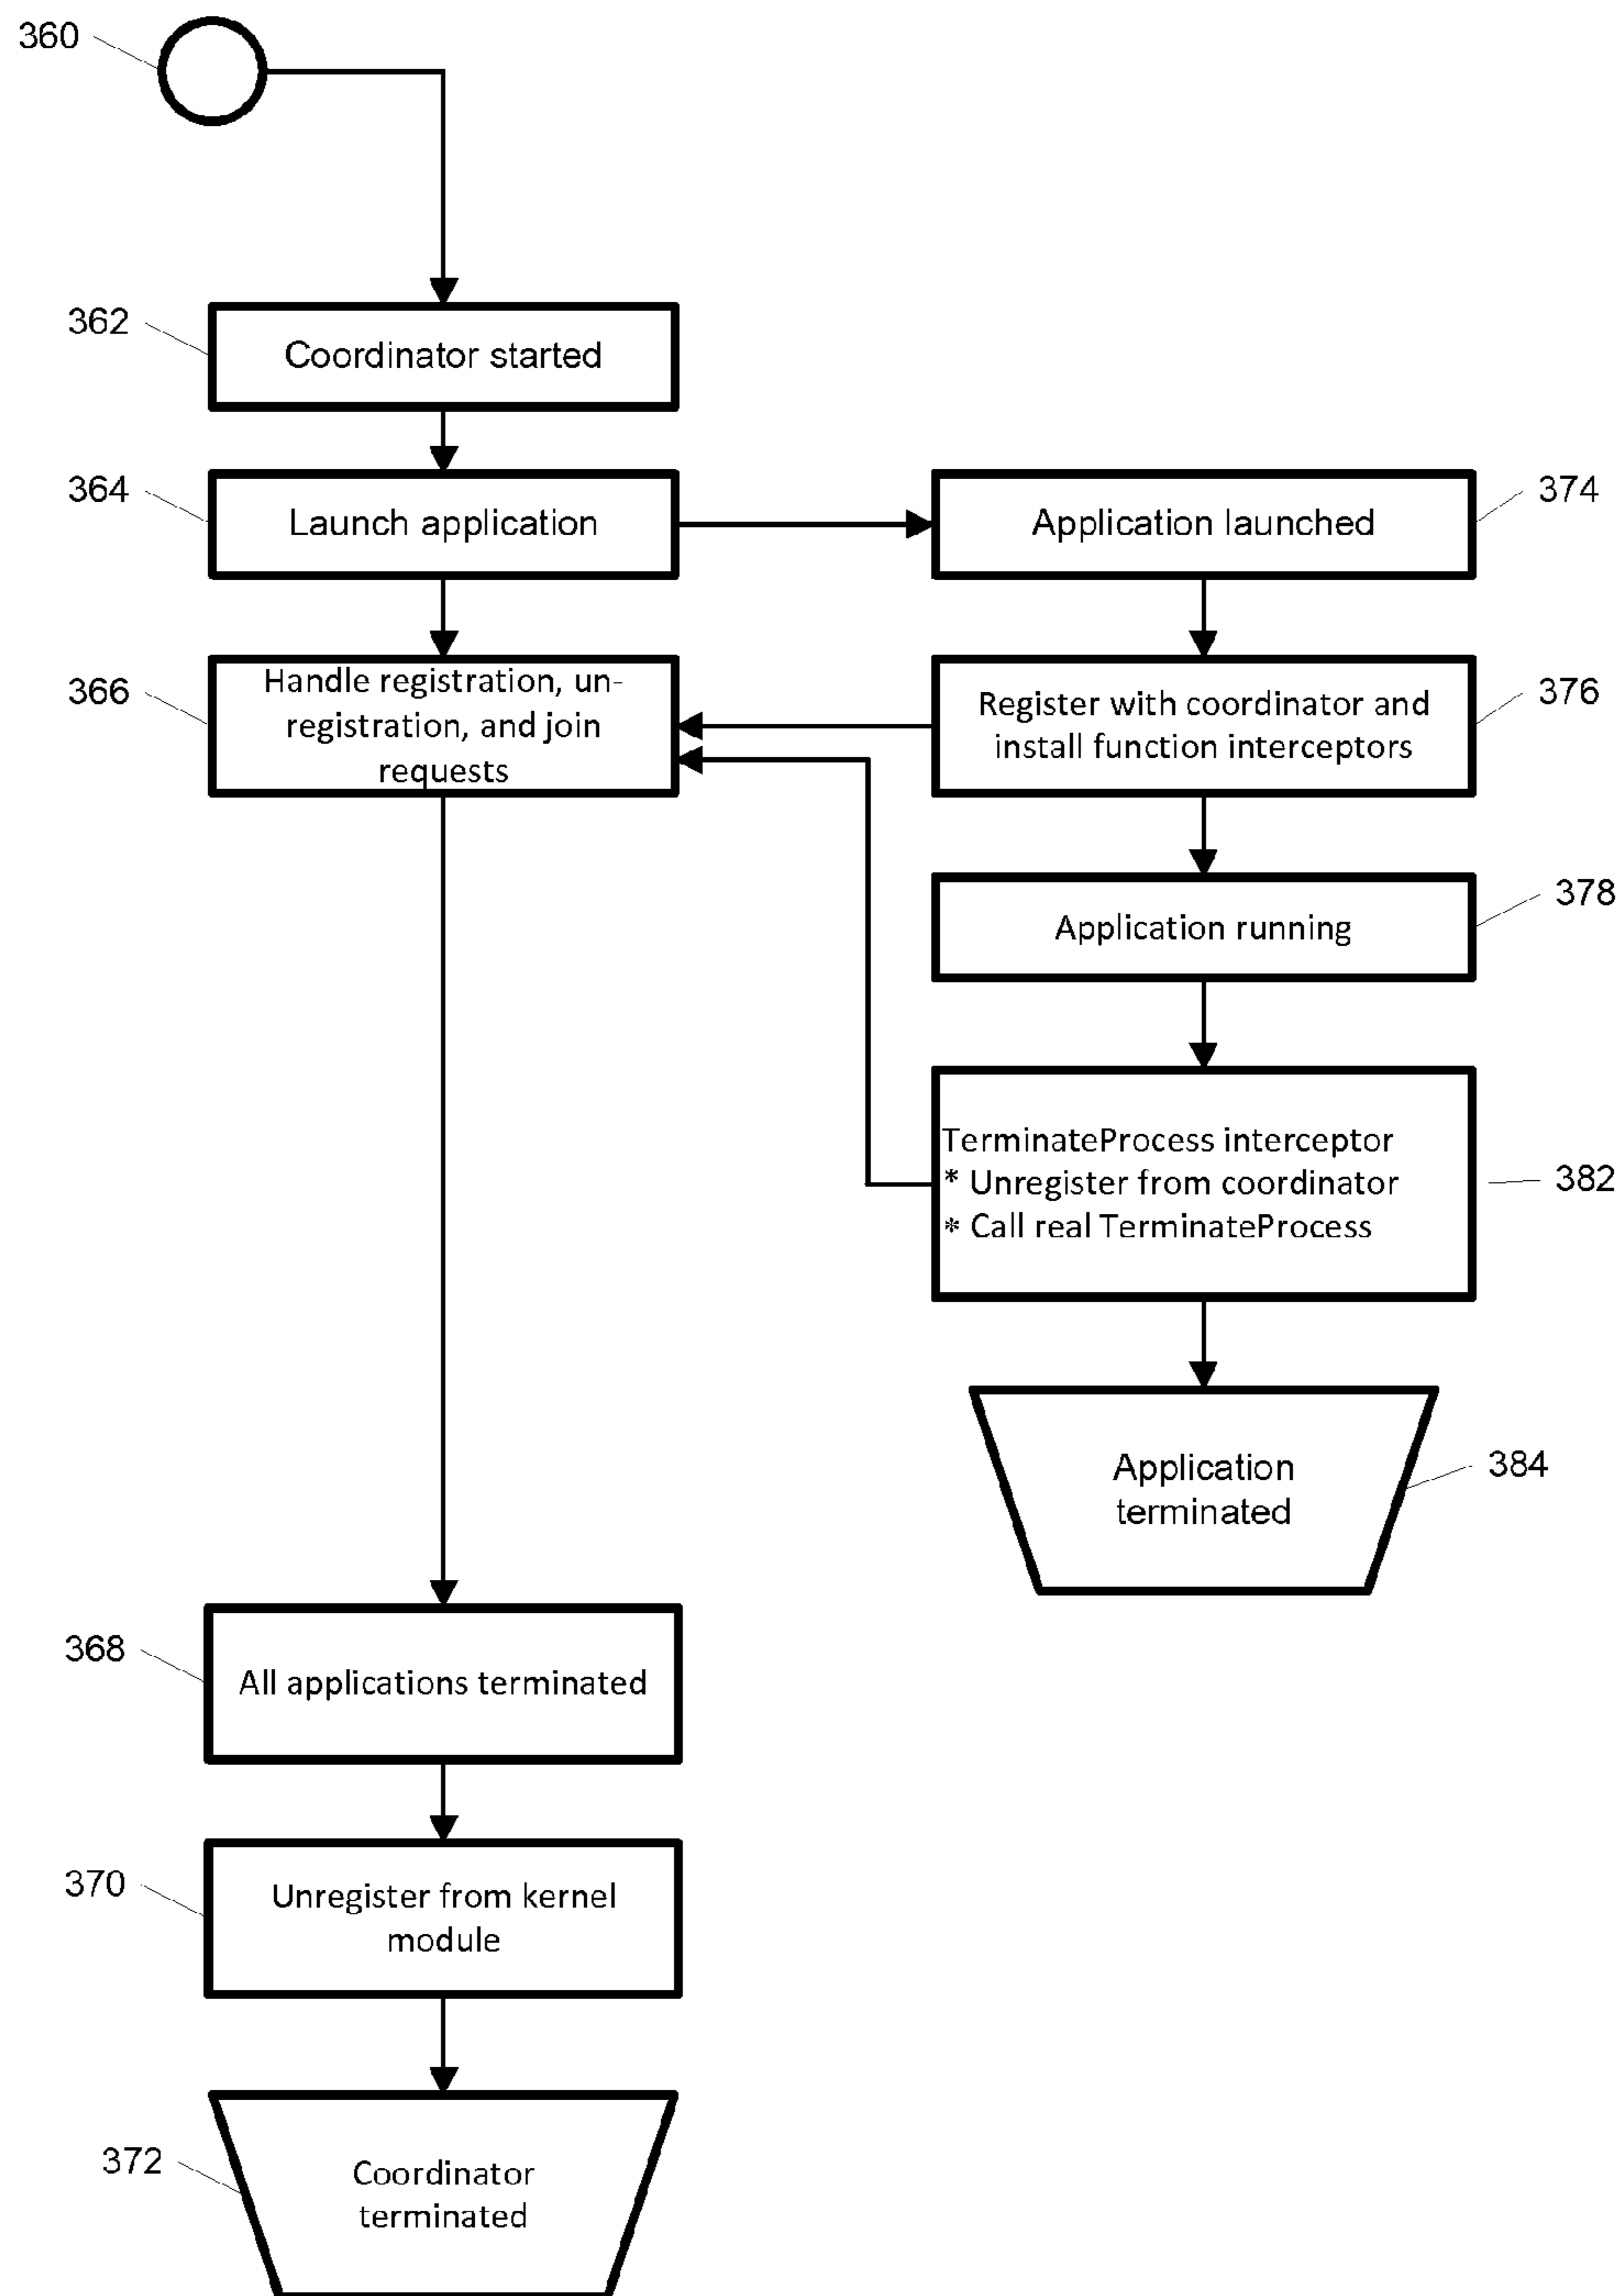 360
362
Coordinator started
364
Launch application
Application launched
374
366
Handle registration, un-
registration, and join
requests
Register with coordinator and
install function interceptors
376
Application running
378
TerminateProcess interceptor
* Unregister from coordinator
* Call real TerminateProcess
382
Application
terminated
384
368
All applications terminated
370
Unregister from kernel
module
372
Coordinator
terminated